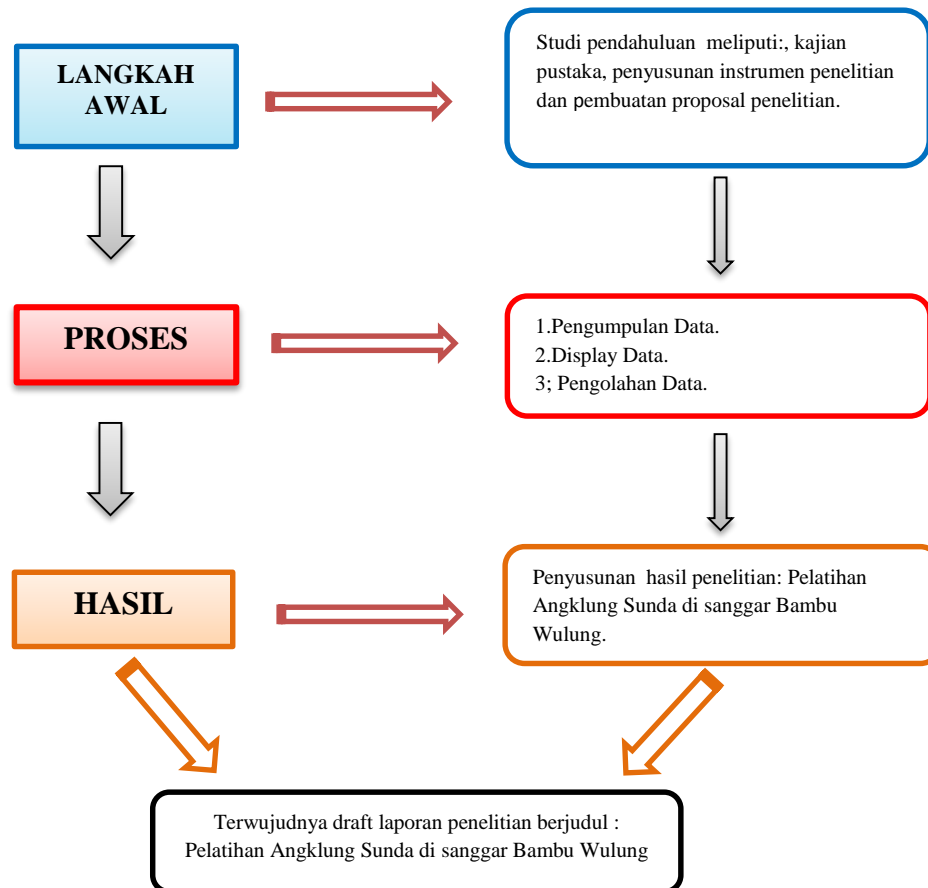 LANGKAH
AWAL
Studi pendahuluan  meliputi:, kajian
pustaka, penyusunan instrumen penelitian
dan pembuatan proposal penelitian.
PROSES
1.Pengumpulan Data.
2.Display Data.
3; Pengolahan Data.
HASIL
Penyusunan  hasil penelitian: Pelatihan
Angklung Sunda di sanggar Bambu
Wulung.
Terwujudnya draft laporan penelitian berjudul :
Pelatihan Angklung Sunda di sanggar Bambu Wulung